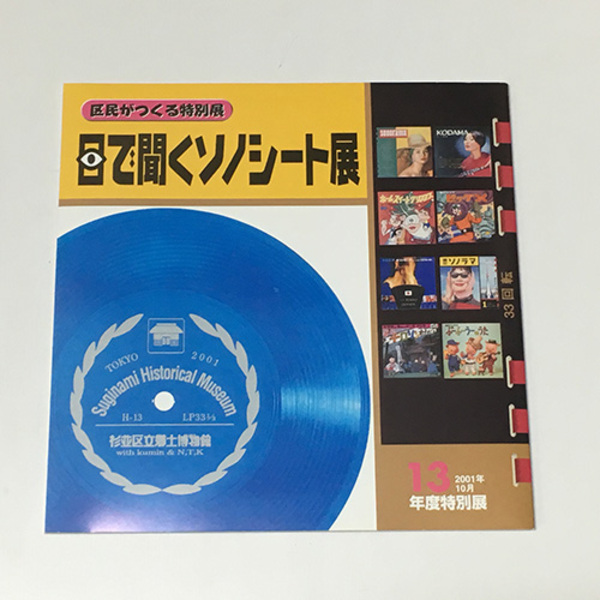 区民がつくる特別展
目で聞くソノシート展
KODAMA
ソノラマ
33回転
TOKYO 2001
Suginami Historical Museum
H-13 LP33⅓
杉並区立郷土博物館
with kumin & N,T,K
13 2001年
10月
年度特別展